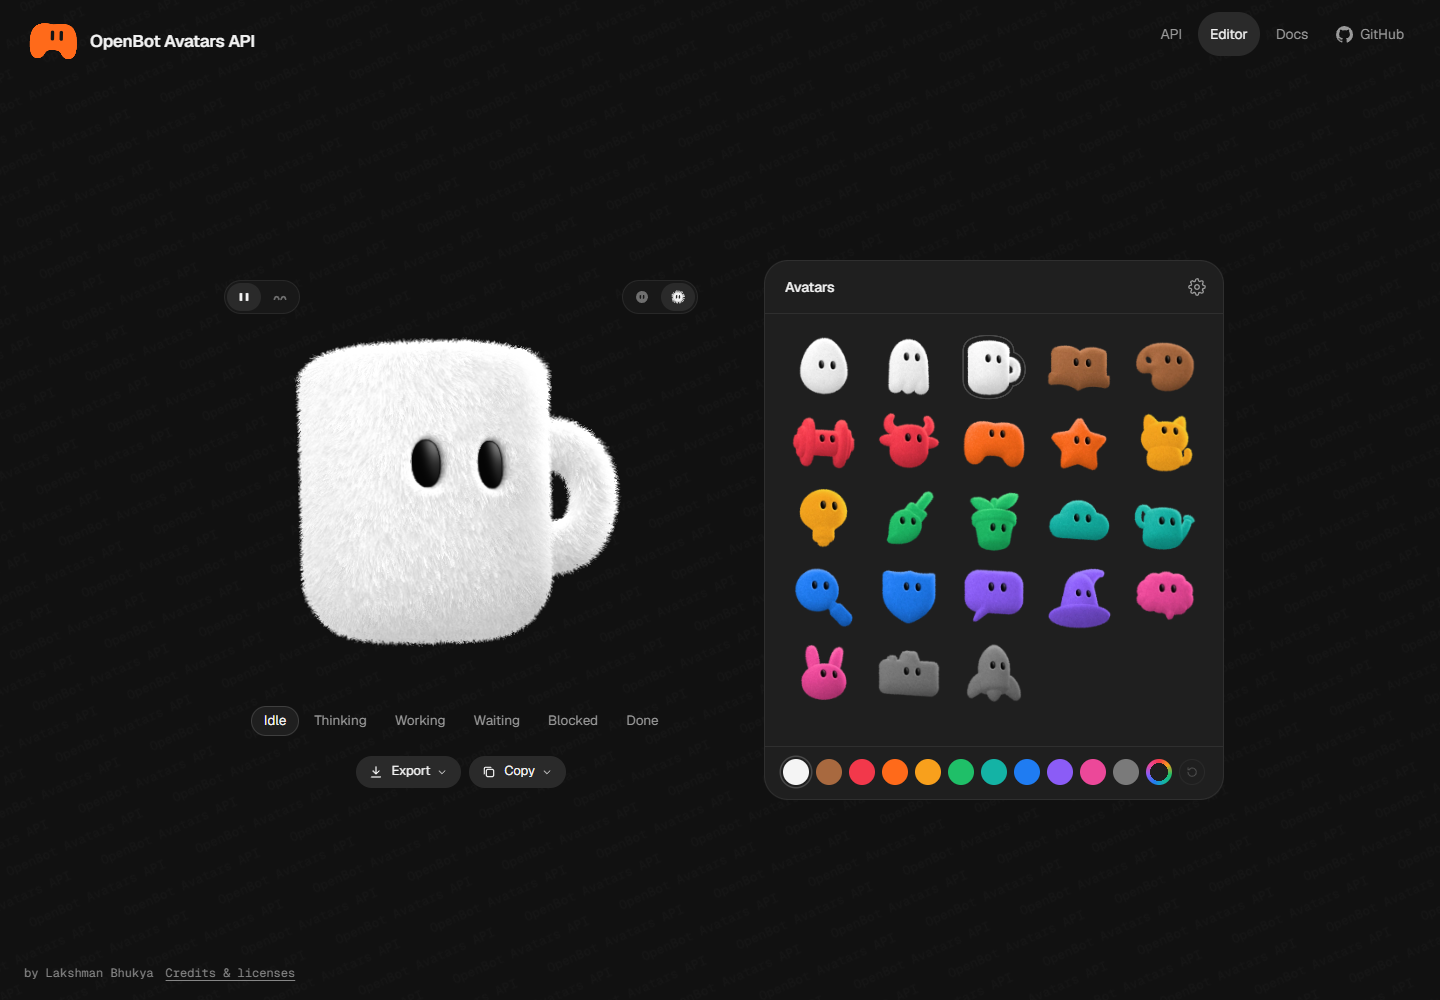 OpenBot Avatars API
API
Editor
Docs
GitHub
Avatars
Idle
Thinking
Working
Waiting
Blocked
Done
Export
Copy
by Lakshman Bhukya
Credits & licenses